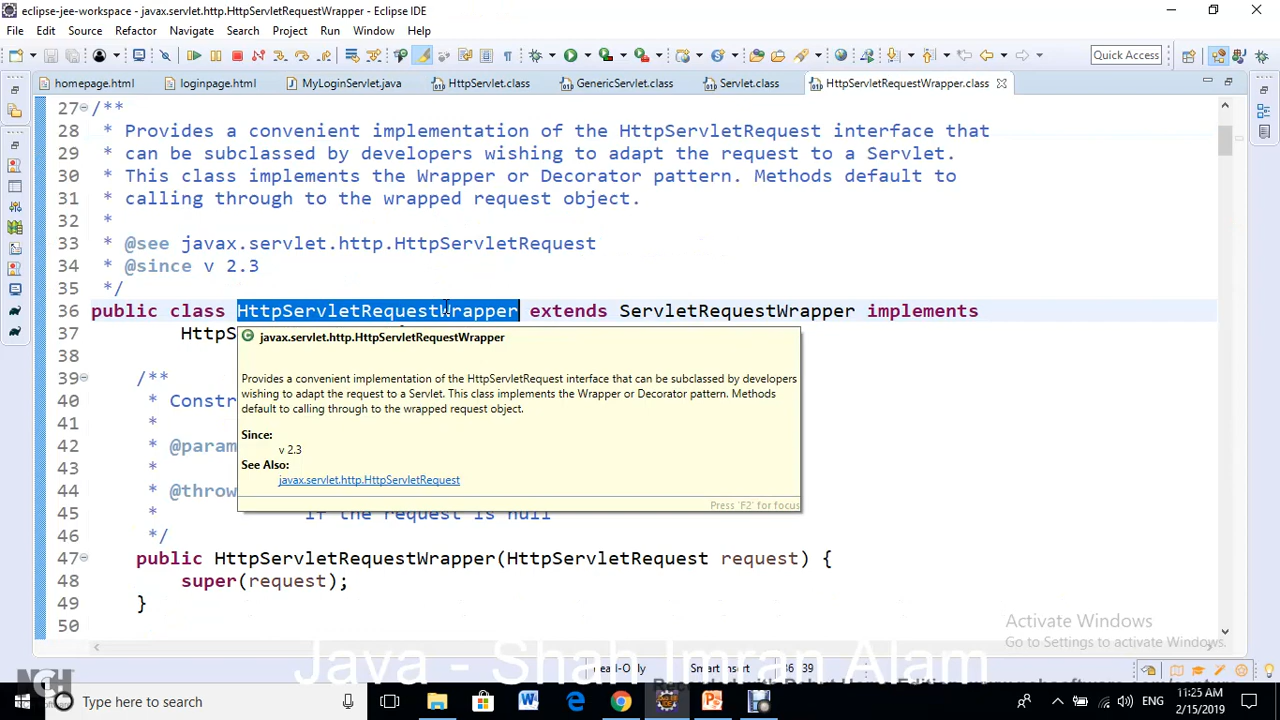 eclipse-jee-workspace - javax.servlet.http.HttpServletRequestWrapper - Eclipse IDE
File Edit Source Refactor Navigate Search Project Run Window Help
Quick Access
homepage.html loginpage.html MyLoginServlet.java HttpServlet.class GenericServlet.class Servlet.class HttpServletRequestWrapper.class
27 /**
28 * Provides a convenient implementation of the HttpServletRequest interface that
29 * can be subclassed by developers wishing to adapt the request to a Servlet.
30 * This class implements the Wrapper or Decorator pattern. Methods default to
31 * calling through to the wrapped request object.
32 *
33 * @see javax.servlet.http.HttpServletRequest
34 * @since v 2.3
35 */
36 public class HttpServletRequestWrapper extends ServletRequestWrapper implements
37 HttpS
38
39 /**
40 * Constr
41 *
42 * @param
43 *
44 * @throw
45 * if the request is null
46 */
47 public HttpServletRequestWrapper(HttpServletRequest request) {
48 super(request);
49 }
50
javax.servlet.http.HttpServletRequestWrapper
Provides a convenient implementation of the HttpServletRequest interface that can be subclassed by developers
wishing to adapt the request to a Servlet. This class implements the Wrapper or Decorator pattern. Methods
default to calling through to the wrapped request object.
Since:
v 2.3
See Also:
javax.servlet.http.HttpServletRequest
Press 'F2' for focus
Activate Windows
Go to Settings to activate Windows.
Java - Shah Imran Alam
Read-Only Smart Insert 36:39
NCH
Type here to search
ENG
11:25 AM
2/15/2019